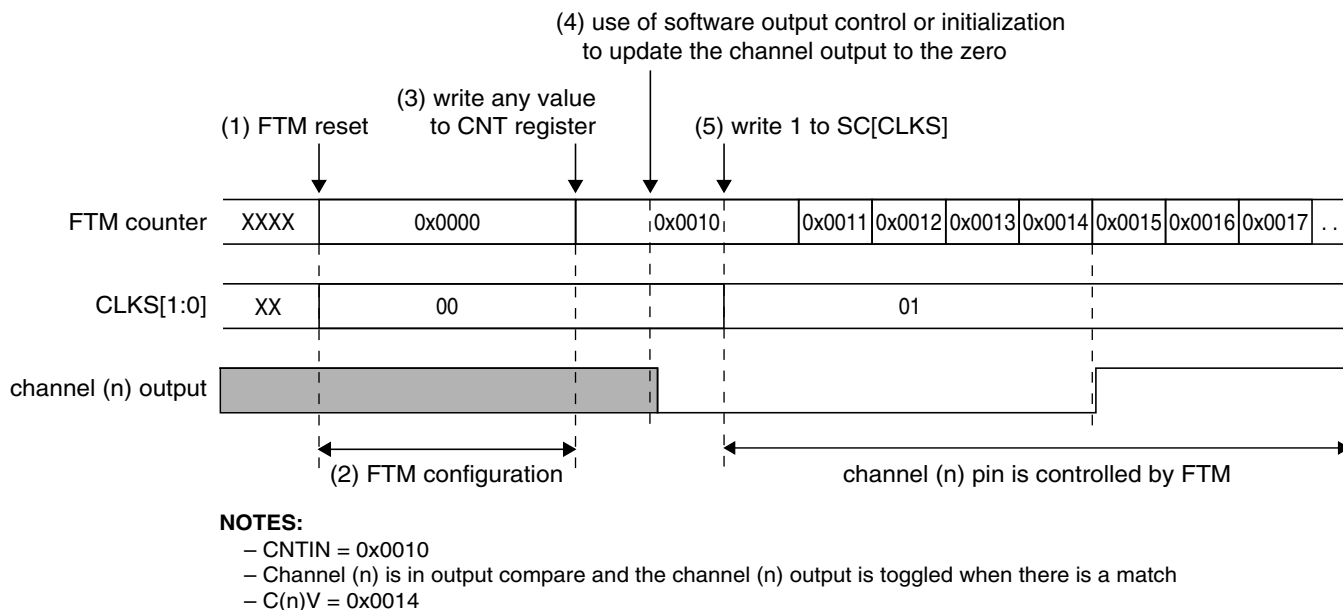 (4) use of software output control or initialization
to update the channel output to the zero
(3) write any value
to CNT register
(1) FTM reset
(5) write 1 to SC[CLKS]
FTM counter XXXX 0x0000 0x0010 0x0011 0x0012 0x0013 0x0014 0x0015 0x0016 0x0017 . .
CLKS[1:0] XX 00 01
channel (n) output
(2) FTM configuration
channel (n) pin is controlled by FTM
NOTES:
– CNTIN = 0x0010
– Channel (n) is in output compare and the channel (n) output is toggled when there is a match
– C(n)V = 0x0014